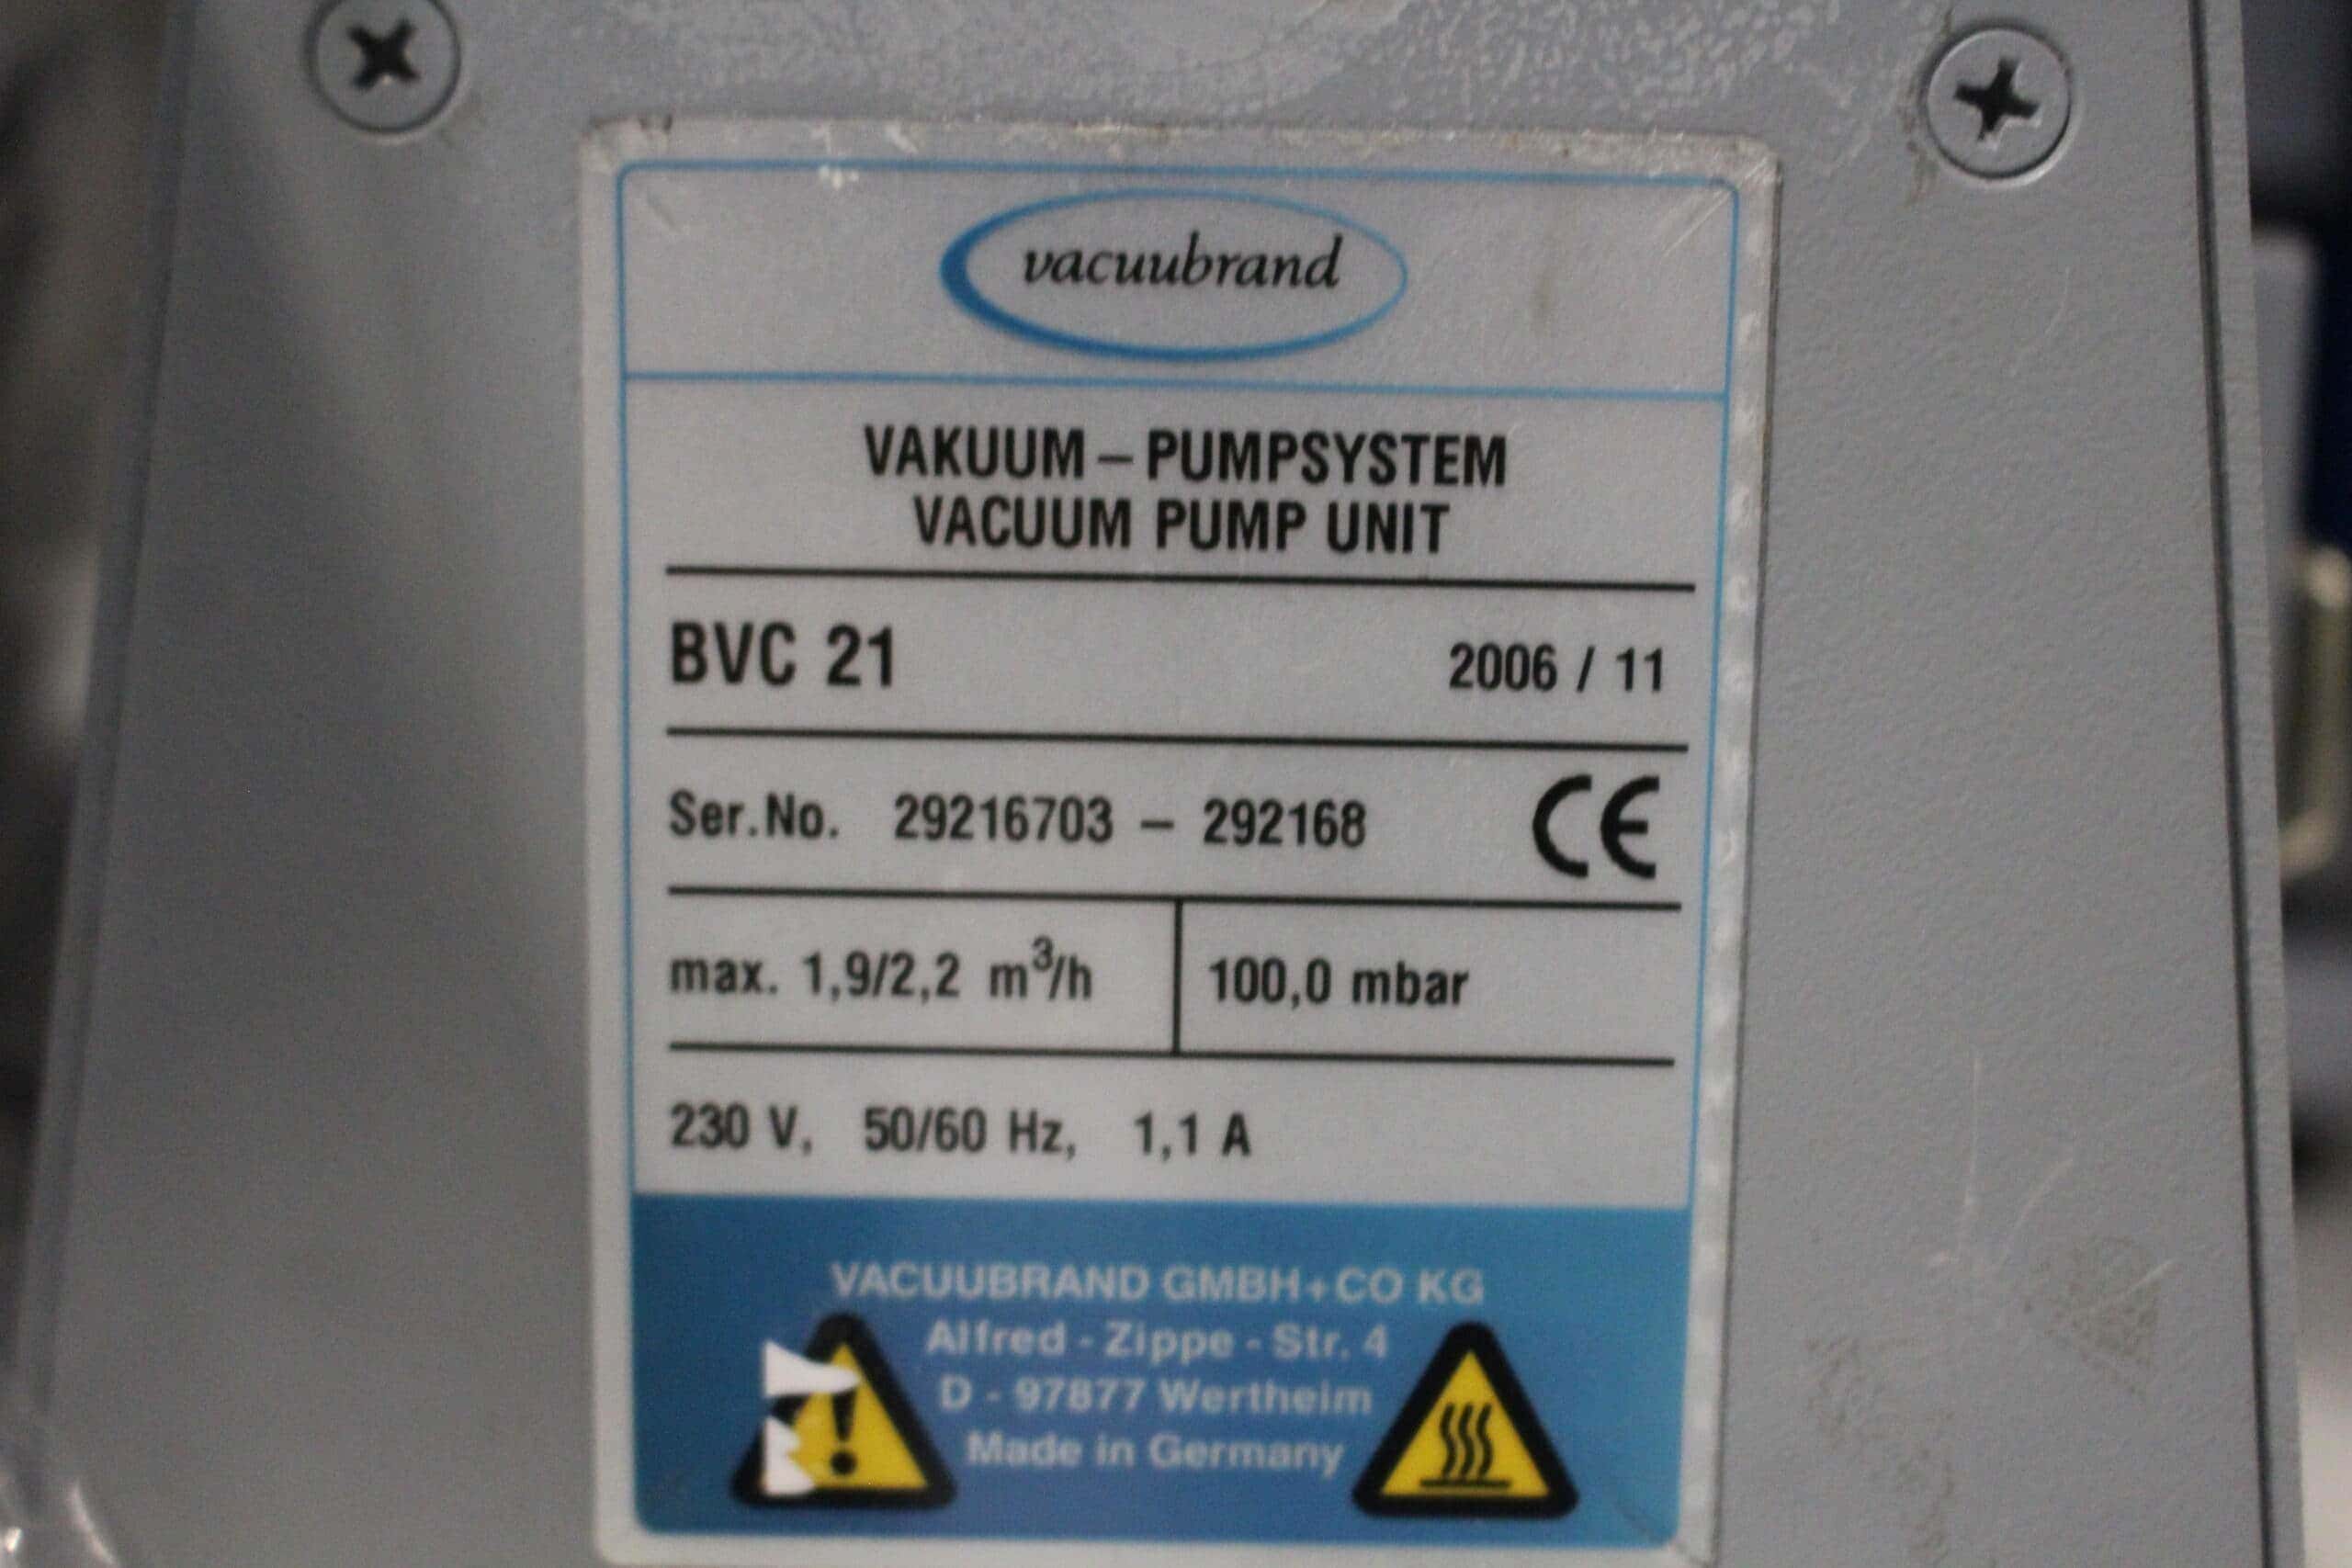 vacuubrand
VAKUUM – PUMPSYSTEM
VACUUM PUMP UNIT
BVC 21 2006 / 11
Ser.No. 29216703 – 292168 CE
max. 1,9/2,2 m³/h 100,0 mbar
230 V, 50/60 Hz, 1,1 A
VACUUBRAND GMBH+CO KG
Alfred - Zippe - Str. 4
D - 97877 Wertheim
Made in Germany